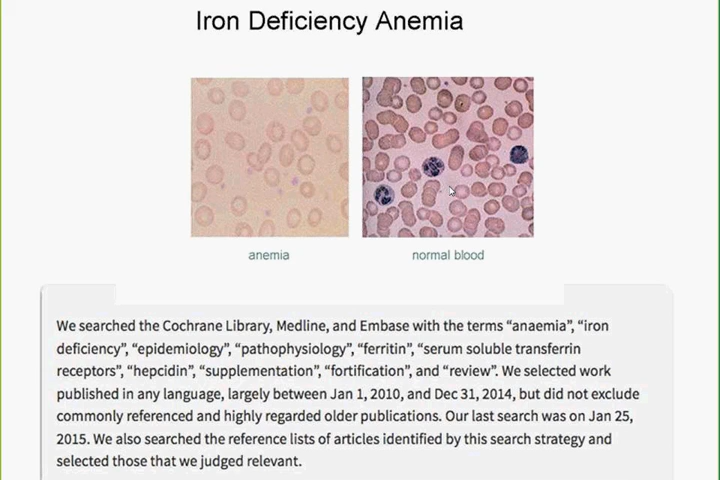 Iron Deficiency Anemia
anemia
normal blood
We searched the Cochrane Library, Medline, and Embase with the terms “anaemia”, “iron
deficiency”, “epidemiology”, “pathophysiology”, “ferritin”, “serum soluble transferrin
receptors”, “hepcidin”, “supplementation”, “fortification”, and “review”. We selected work
published in any language, largely between Jan 1, 2010, and Dec 31, 2014, but did not exclude
commonly referenced and highly regarded older publications. Our last search was on Jan 25,
2015. We also searched the reference lists of articles identified by this search strategy and
selected those that we judged relevant.